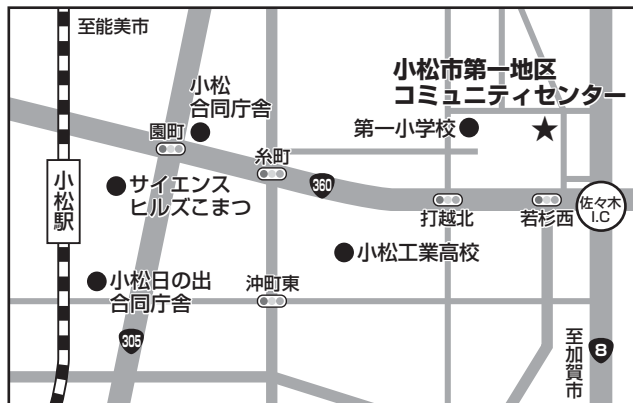 至能美市
小松
合同庁舎
小松市第一地区
コミュニティセンター
園町
第一小学校
糸町
360
小松駅
サイエンス
ヒルズこまつ
打越北
若杉西
佐々木
I.C
小松工業高校
小松日の出
合同庁舎
沖町東
305
8
至加賀市